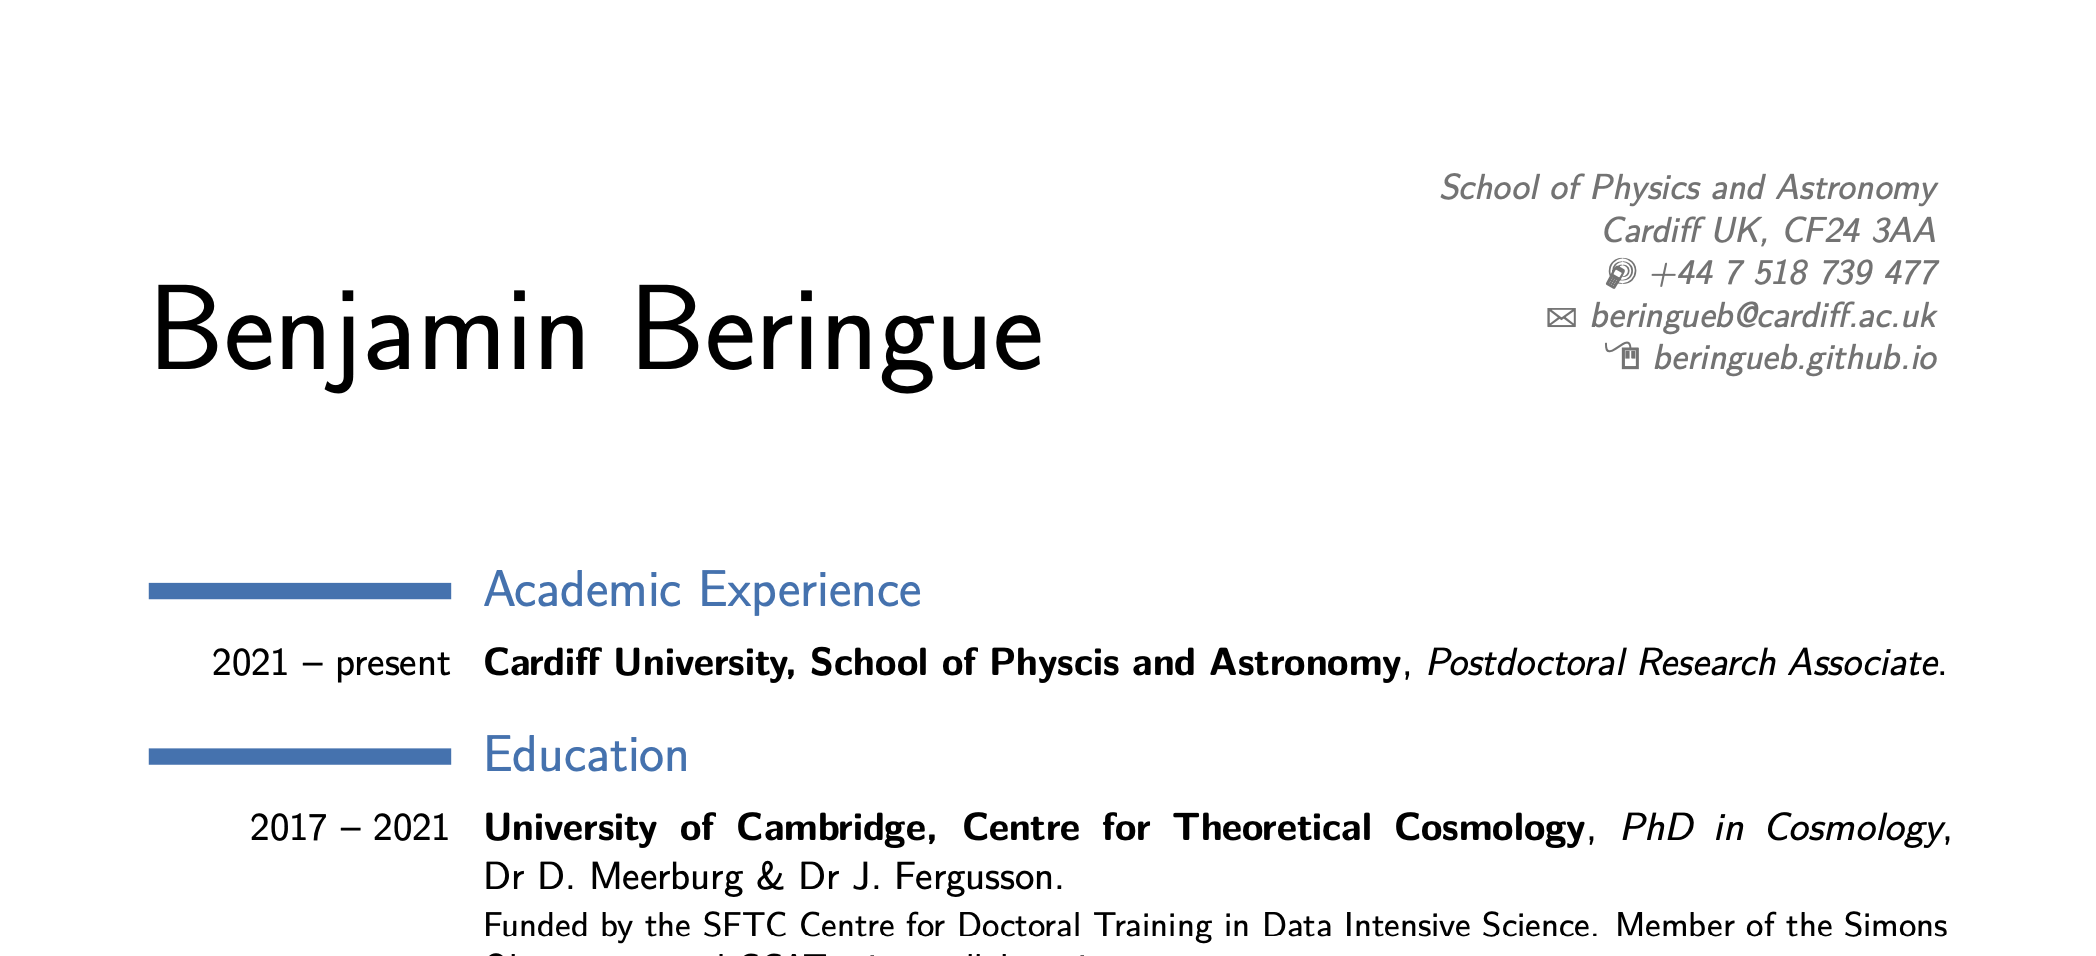 School of Physics and Astronomy
Cardiff UK, CF24 3AA
+44 7 518 739 477
beringueb@cardiff.ac.uk
beringueb.github.io
Benjamin Beringue
Academic Experience
2021 – present Cardiff University, School of Physcis and Astronomy, Postdoctoral Research Associate.
Education
2017 – 2021 University of Cambridge, Centre for Theoretical Cosmology, PhD in Cosmology,
Dr D. Meerburg & Dr J. Fergusson.
Funded by the SFTC Centre for Doctoral Training in Data Intensive Science. Member of the Simons